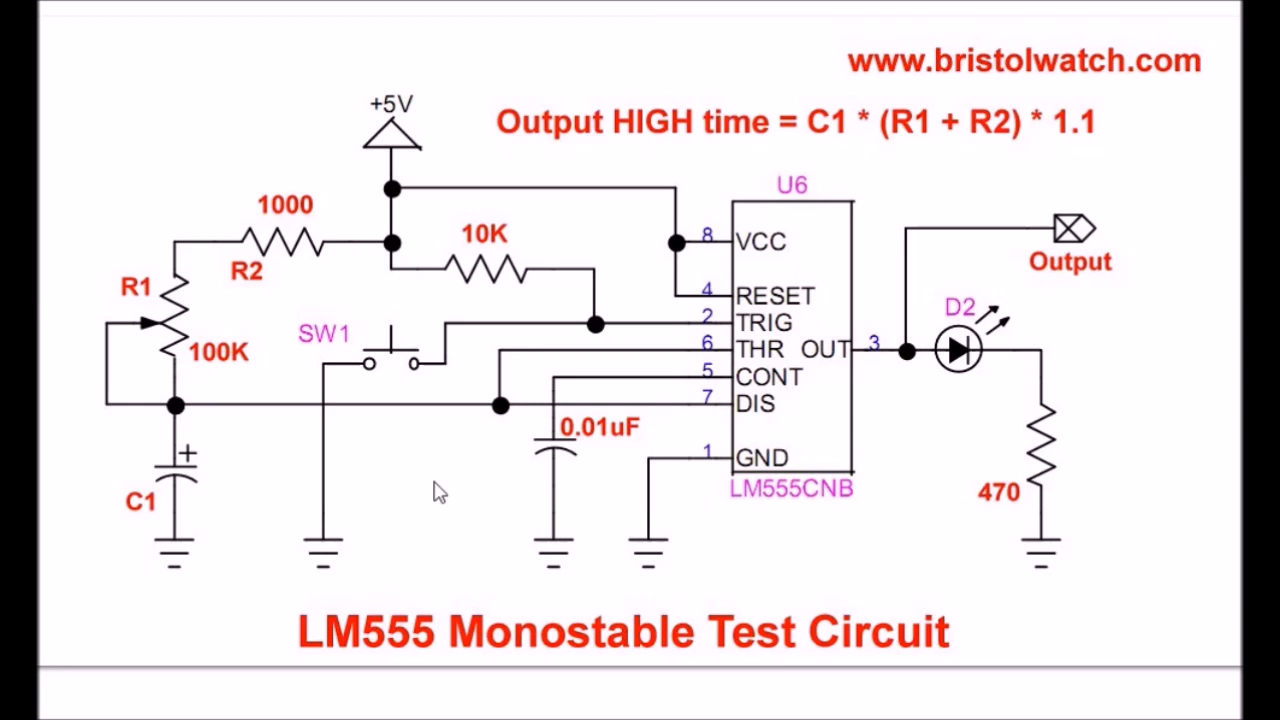 www.bristolwatch.com
+5V
Output HIGH time = C1 * (R1 + R2) * 1.1
U6
1000
10K
8 VCC
R2
Output
R1
4 RESET
D2
SW1
2 TRIG
100K
6 THR OUT 3
5 CONT
7 DIS
0.01uF
+
1 GND
C1
LM555CNB
470
LM555 Monostable Test Circuit